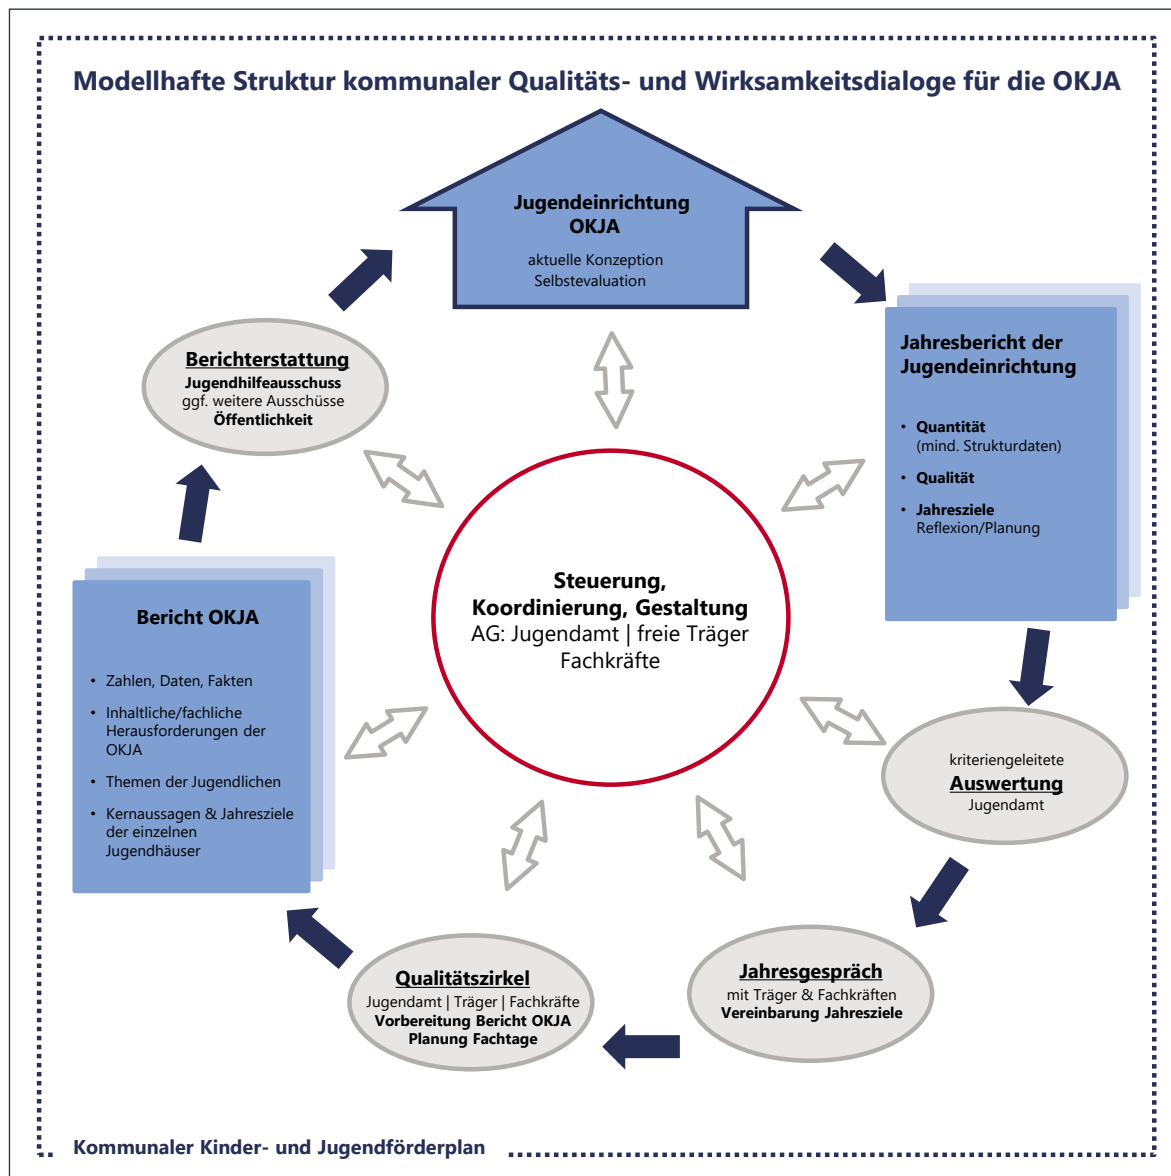 Modellhafte Struktur kommunaler Qualitäts- und Wirksamkeitsdialoge für die OKJA
Jugendeinrichtung
OKJA
aktuelle Konzeption
Selbstevaluation
Jahresbericht der
Jugendeinrichtung
• Quantität
(mind. Strukturdaten)
• Qualität
• Jahresziele
Reflexion/Planung
kriteriengeleitete
Auswertung
Jugendamt
Jahresgespräch
mit Träger & Fachkräften
Vereinbarung Jahresziele
Qualitätszirkel
Jugendamt | Träger | Fachkräfte
Vorbereitung Bericht OKJA
Planung Fachtage
Bericht OKJA
• Zahlen, Daten, Fakten
• Inhaltliche/fachliche
Herausforderungen der
OKJA
• Themen der Jugendlichen
• Kernaussagen & Jahresziele
der einzelnen
Jugendhäuser
Berichterstattung
Jugendhilfeausschuss
ggf. weitere Ausschüsse
Öffentlichkeit
Steuerung,
Koordinierung, Gestaltung
AG: Jugendamt | freie Träger
Fachkräfte
Kommunaler Kinder- und Jugendförderplan